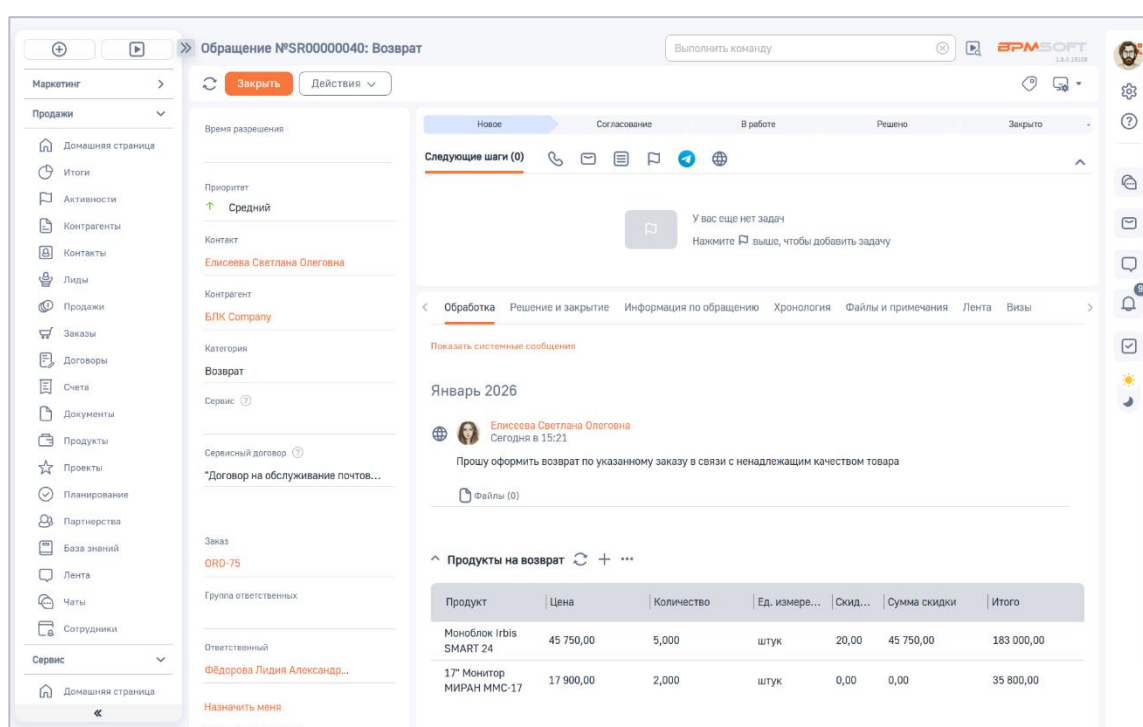 Обращение №SR00000040: Возврат
Выполнить команду
BPMSOFT
Маркетинг
Продажи
Домашняя страница
Итоги
Активности
Контрагенты
Контакты
Лиды
Продажи
Заказы
Договоры
Счета
Документы
Продукты
Проекты
Планирование
Партнерства
База знаний
Лента
Чаты
Сотрудники
Сервис
Домашняя страница
Закрыть
Действия
Время разрешения
Приоритет
Средний
Контакт
Елисеева Светлана Олеговна
Контрагент
БЛК Company
Категория
Возврат
Сервис
Сервисный договор
"Договор на обслуживание почтов...
Заказ
ORD-75
Группа ответственных
Ответственный
Фёдорова Лидия Александр...
Назначить меня
Новое Согласование В работе Решено Закрыто
Следующие шаги (0)
У вас еще нет задач
Нажмите выше, чтобы добавить задачу
Обработка Решение и закрытие Информация по обращению Хронология Файлы и примечания Лента Визы
Показать системные сообщения
Январь 2026
Елисеева Светлана Олеговна
Сегодня в 15:21
Прошу оформить возврат по указанному заказу в связи с ненадлежащим качеством товара
Файлы (0)
Продукты на возврат
Продукт Цена Количество Ед. измере... Скид... Сумма скидки Итого
Моноблок Irbis
SMART 24 45 750,00 5,000 штук 20,00 45 750,00 183 000,00
17" Монитор
МИРАН ММС-17 17 900,00 2,000 штук 0,00 0,00 35 800,00
9